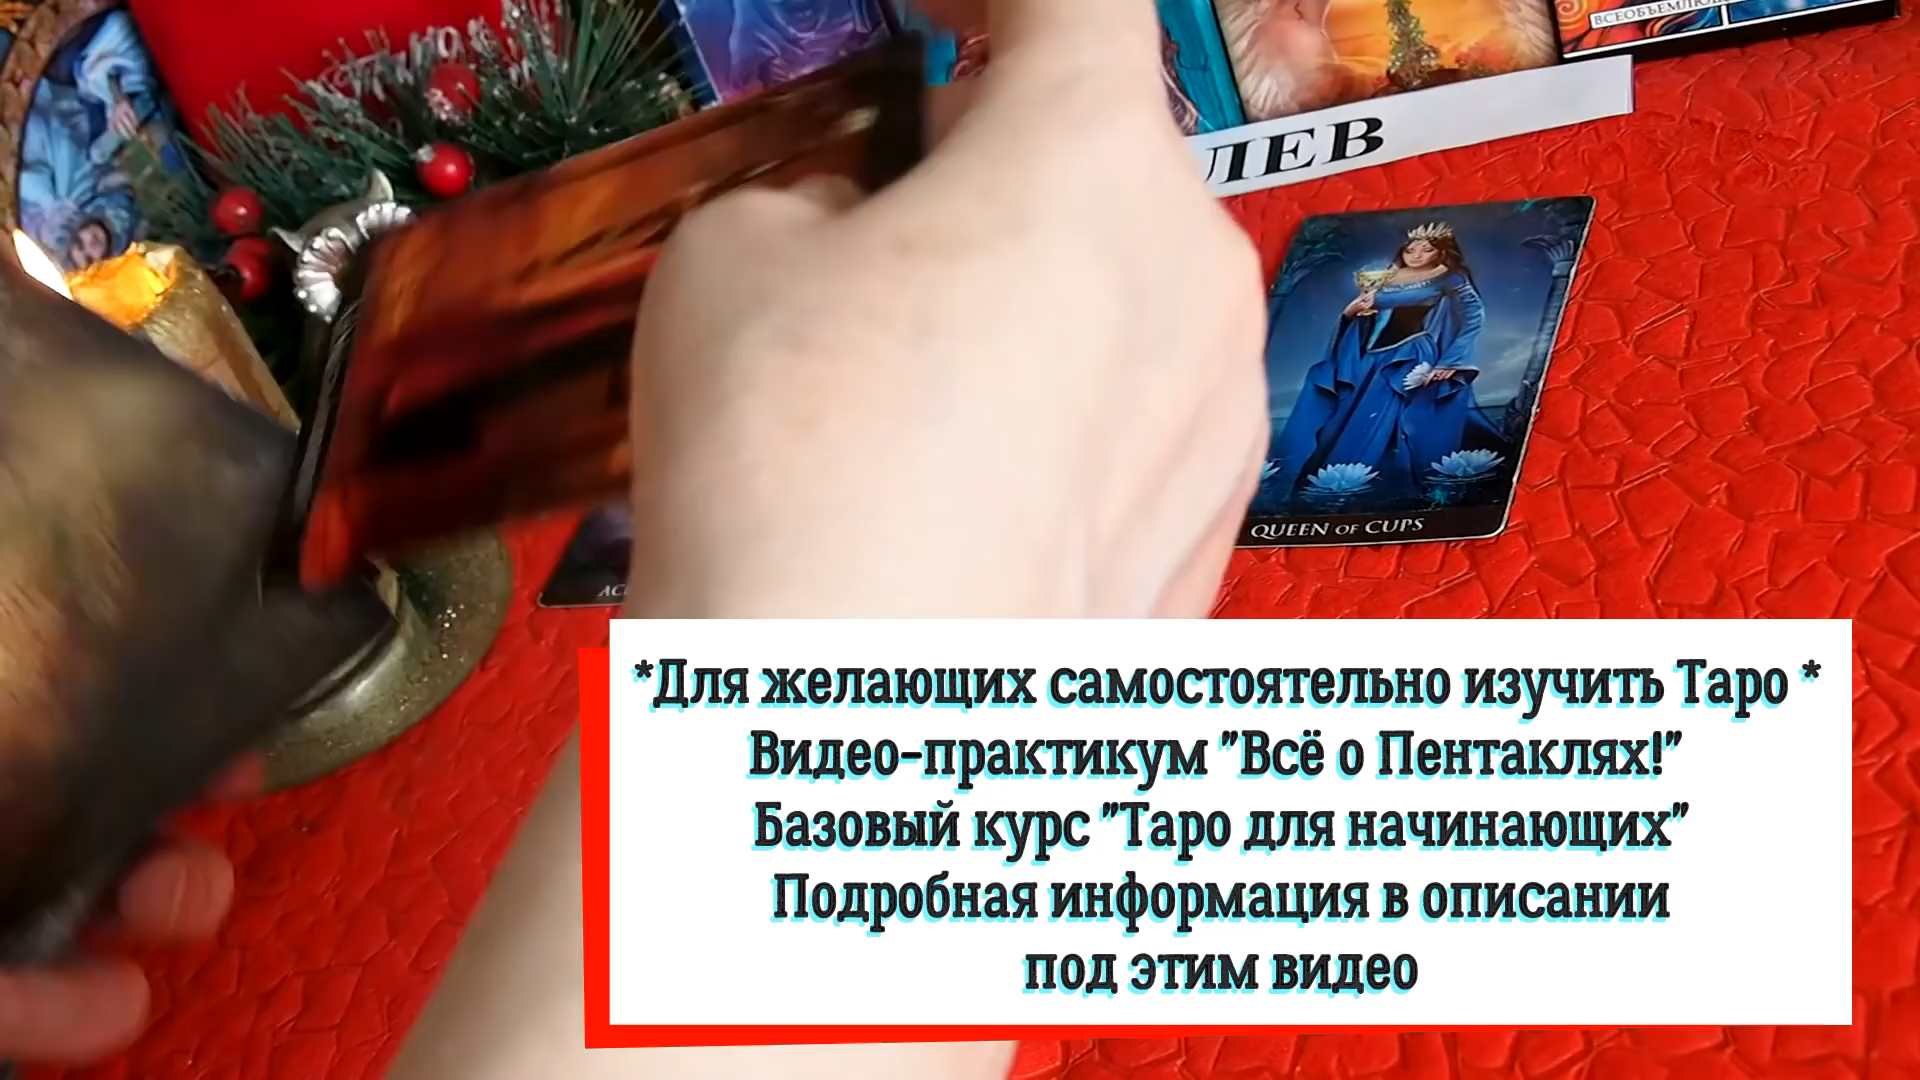 ВСЕОБЪЕМЛЮ
ЛЕВ
QUEEN OF CUPS
*Для желающих самостоятельно изучить Таро *
Видео-практикум "Всё о Пентаклях!"
Базовый курс "Таро для начинающих"
Подробная информация в описании
под этим видео